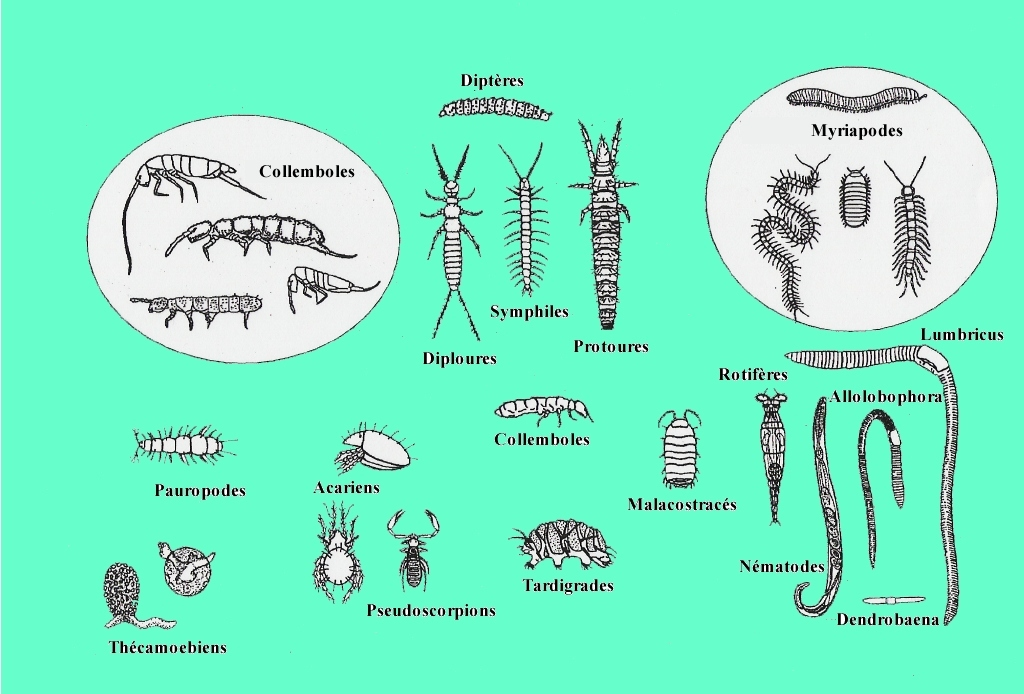 Diptères
Myriapodes
Collemboles
Symphiles
Lumbricus
Protoures
Diploures
Rotifères
Allolobophora
Collemboles
Pauropodes
Acariens
Malacostracés
Nématodes
Tardigrades
Pseudoscorpions
Dendrobaena
Thécamoebiens